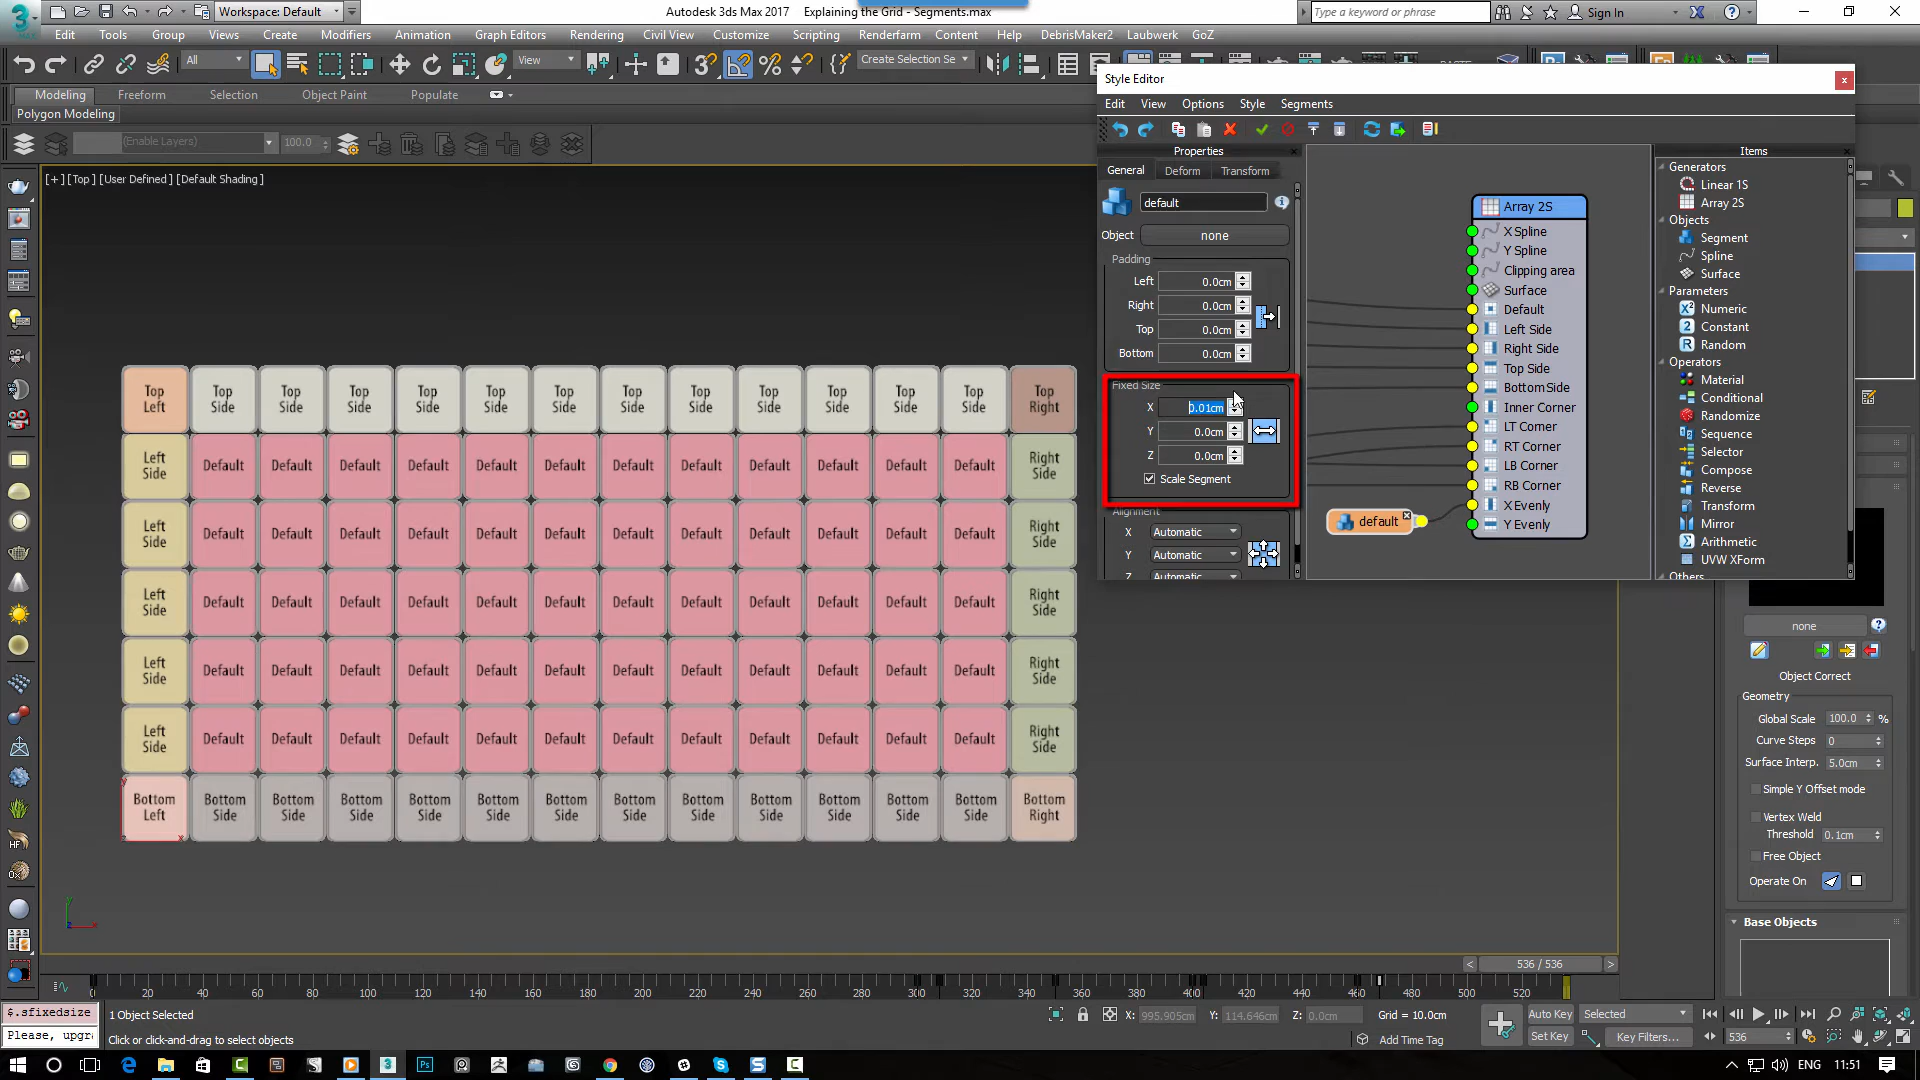 Workspace: Default
Autodesk 3ds Max 2017 Explaining the Grid - Segments.max
Type a keyword or phrase
Sign In
Edit Tools Group Views Create Modifiers Animation Graph Editors Rendering Civil View Customize Scripting Renderfarm Content Help DebrisMaker2 Laubwerk GoZ
All
View
Create Selection Se
Modeling Freeform Selection Object Paint Populate
Polygon Modeling
(Enable Layers)
100.0
[+] [Top] [User Defined] [Default Shading]
Style Editor
Edit View Options Style Segments
Properties
General Deform Transform
default
Object none
Padding
Left 0.0cm
Right 0.0cm
Top 0.0cm
Bottom 0.0cm
Fixed Size
X 0.01cm
Y 0.0cm
Z 0.0cm
Scale Segment
Alignment
X Automatic
Y Automatic
Z Automatic
Array 2S
X Spline
Y Spline
Clipping area
Surface
Default
Left Side
Right Side
Top Side
Bottom Side
Inner Corner
LT Corner
RT Corner
LB Corner
RB Corner
X Evenly
Y Evenly
default
Items
Generators
Linear 1S
Array 2S
Objects
Segment
Spline
Surface
Parameters
Numeric
Constant
Random
Operators
Material
Conditional
Randomize
Sequence
Selector
Compose
Reverse
Transform
Mirror
Arithmetic
UVW XForm
Others
Top Left Top Side Top Side Top Side Top Side Top Side Top Side Top Side Top Side Top Side Top Side Top Side Top Side Top Right
Left Side Default Default Default Default Default Default Default Default Default Default Default Default Right Side
Left Side Default Default Default Default Default Default Default Default Default Default Default Default Right Side
Left Side Default Default Default Default Default Default Default Default Default Default Default Default Right Side
Left Side Default Default Default Default Default Default Default Default Default Default Default Default Right Side
Left Side Default Default Default Default Default Default Default Default Default Default Default Default Right Side
Bottom Left Bottom Side Bottom Side Bottom Side Bottom Side Bottom Side Bottom Side Bottom Side Bottom Side Bottom Side Bottom Side Bottom Side Bottom Side Bottom Right
none
Object Correct
Geometry
Global Scale 100.0 %
Curve Steps 0
Surface Interp. 5.0cm
Simple Y Offset mode
Vertex Weld
Threshold 0.1cm
Free Object
Operate On
Base Objects
536 / 536
0 20 40 60 80 100 120 140 160 180 200 220 240 260 280 300 320 340 360 380 400 420 440 460 480 500 520
$.sfixedsize
Please, upgr
1 Object Selected
Click or click-and-drag to select objects
X: 995.905cm Y: 114.646cm Z: 0.0cm Grid = 10.0cm
Add Time Tag
Auto Key Selected
Set Key Key Filters...
536
ENG 11:51